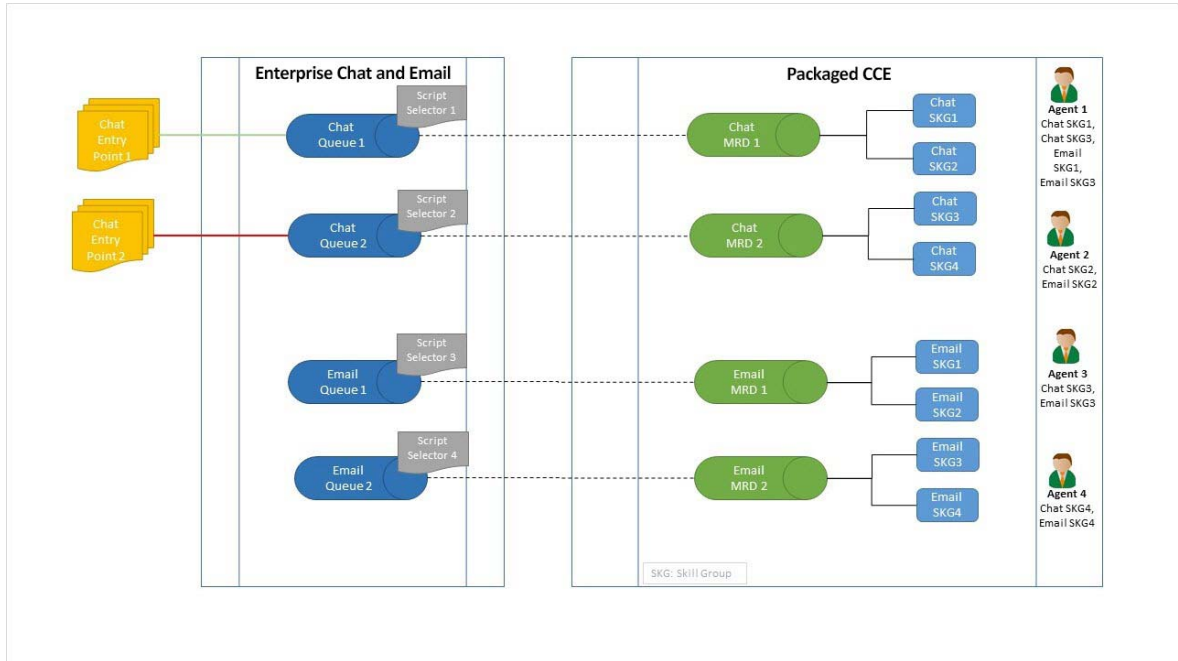 Enterprise Chat and Email
Packaged CCE
Chat
Entry
Point 1
Script
Selector 1
Chat
Queue 1
Chat
MRD 1
Chat
SKG1
Chat
SKG2
Agent 1
Chat SKG1,
Chat SKG3,
Email
SKG1,
Email SKG3
Chat
Entry
Point 2
Script
Selector 2
Chat
Queue 2
Chat
MRD 2
Chat
SKG3
Chat
SKG4
Agent 2
Chat SKG2,
Email SKG2
Script
Selector 3
Email
Queue 1
Email
MRD 1
Email
SKG1
Email
SKG2
Agent 3
Chat SKG3,
Email SKG3
Script
Selector 4
Email
Queue 2
Email
MRD 2
Email
SKG3
Email
SKG4
Agent 4
Chat SKG4,
Email SKG4
SKG: Skill Group